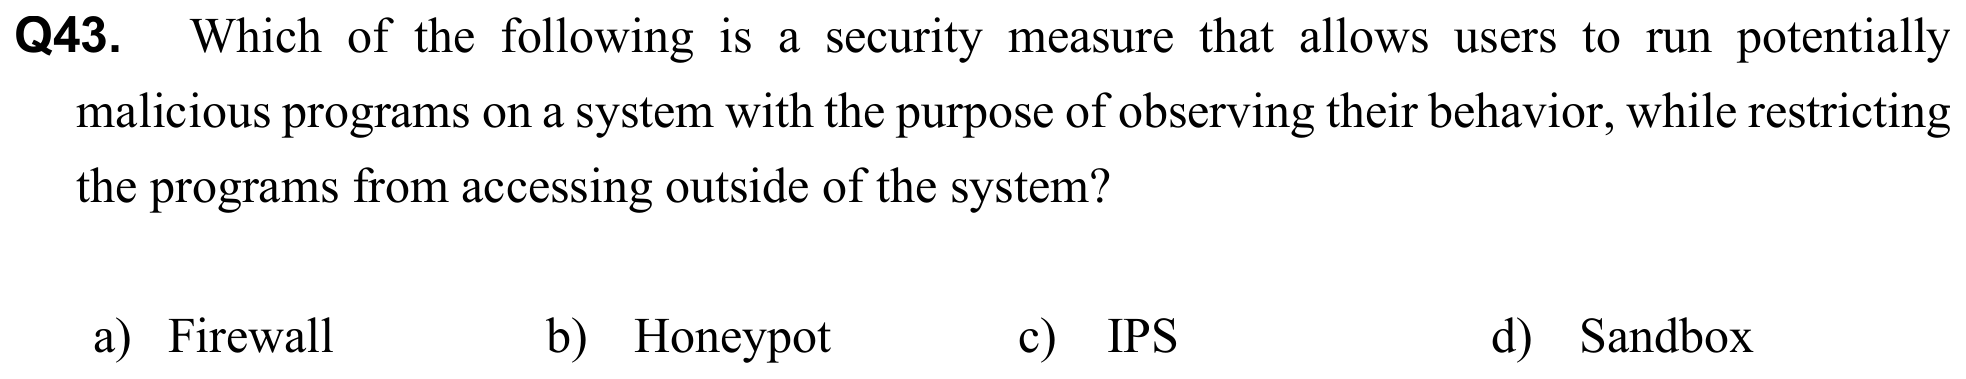 Q43. Which of the following is a security measure that allows users to run potentially
malicious programs on a system with the purpose of observing their behavior, while restricting
the programs from accessing outside of the system?
a) Firewall b) Honeypot c) IPS d) Sandbox